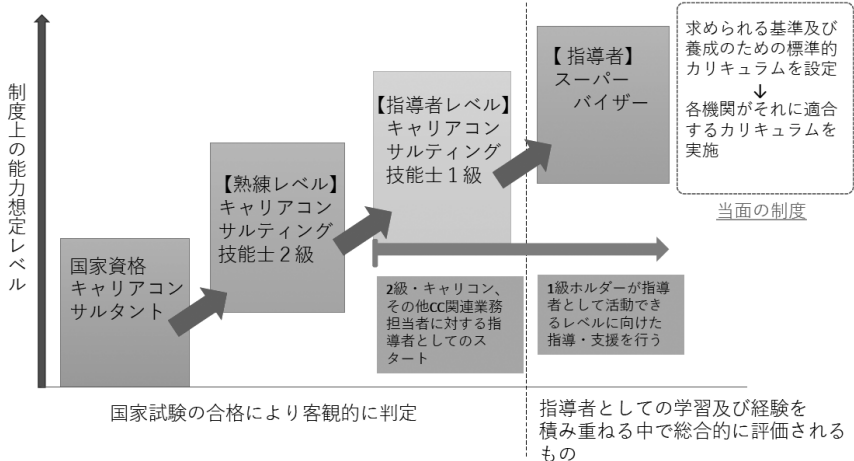 制度上の能力想定レベル
国家資格
キャリアコン
サルタント
【熟練レベル】
キャリアコン
サルティング
技能士２級
【指導者レベル】
キャリアコン
サルティング
技能士１級
【 指導者】
スーパー
バイザー
求められる基準及び
養成のための標準的
カリキュラムを設定
↓
各機関がそれに適合
するカリキュラムを
実施
当面の制度
2級・キャリコン、
その他CC関連業務
担当者に対する指
導者としてのス
タート
1級ホルダーが指導
者として活動でき
るレベルに向けた
指導・支援を行う
国家試験の合格により客観的に判定
指導者としての学習及び経験を
積み重ねる中で総合的に評価される
もの